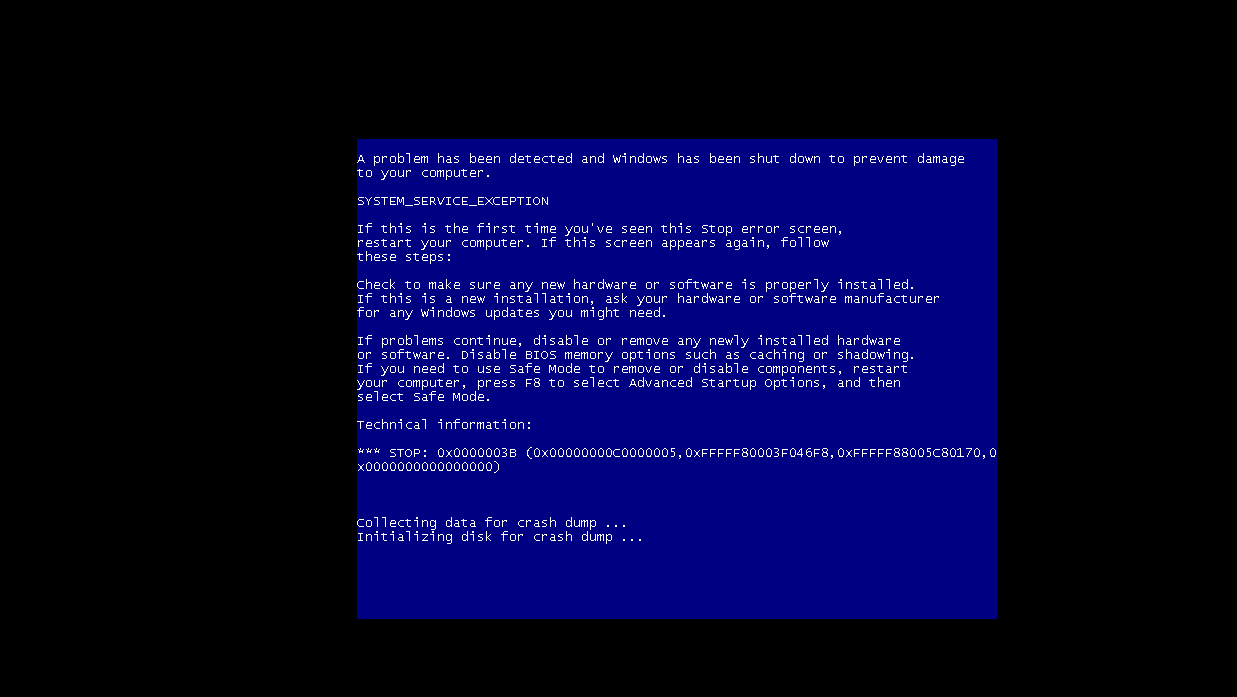 A problem has been detected and Windows has been shut down to prevent damage
to your computer.
SYSTEM_SERVICE_EXCEPTION
If this is the first time you've seen this Stop error screen,
restart your computer. If this screen appears again, follow
these steps:
Check to make sure any new hardware or software is properly installed.
If this is a new installation, ask your hardware or software manufacturer
for any Windows updates you might need.
If problems continue, disable or remove any newly installed hardware
or software. Disable BIOS memory options such as caching or shadowing.
If you need to use Safe Mode to remove or disable components, restart
your computer, press F8 to select Advanced Startup Options, and then
select Safe Mode.
Technical information:
*** STOP: 0x0000003B (0x00000000C0000005,0xFFFFF80003F046F8,0xFFFFF88005C80170,0
x0000000000000000)
Collecting data for crash dump ...
Initializing disk for crash dump ...